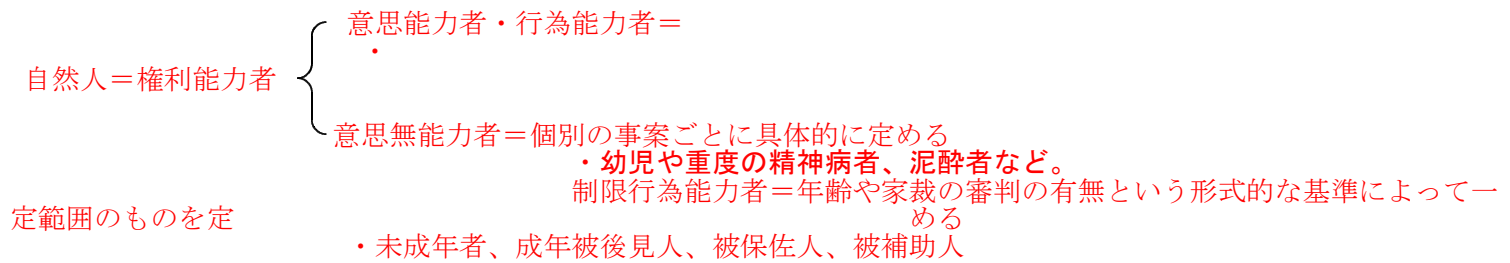 意思能力者・行為能力者＝
・
自然人＝権利能力者
意思無能力者＝個別の事案ごとに具体的に定める
・幼児や重度の精神病者、泥酔者など。
制限行為能力者＝年齢や家裁の審判の有無という形式的な基準によって一
定範囲のものを定める
・未成年者、成年被後見人、被保佐人、被補助人